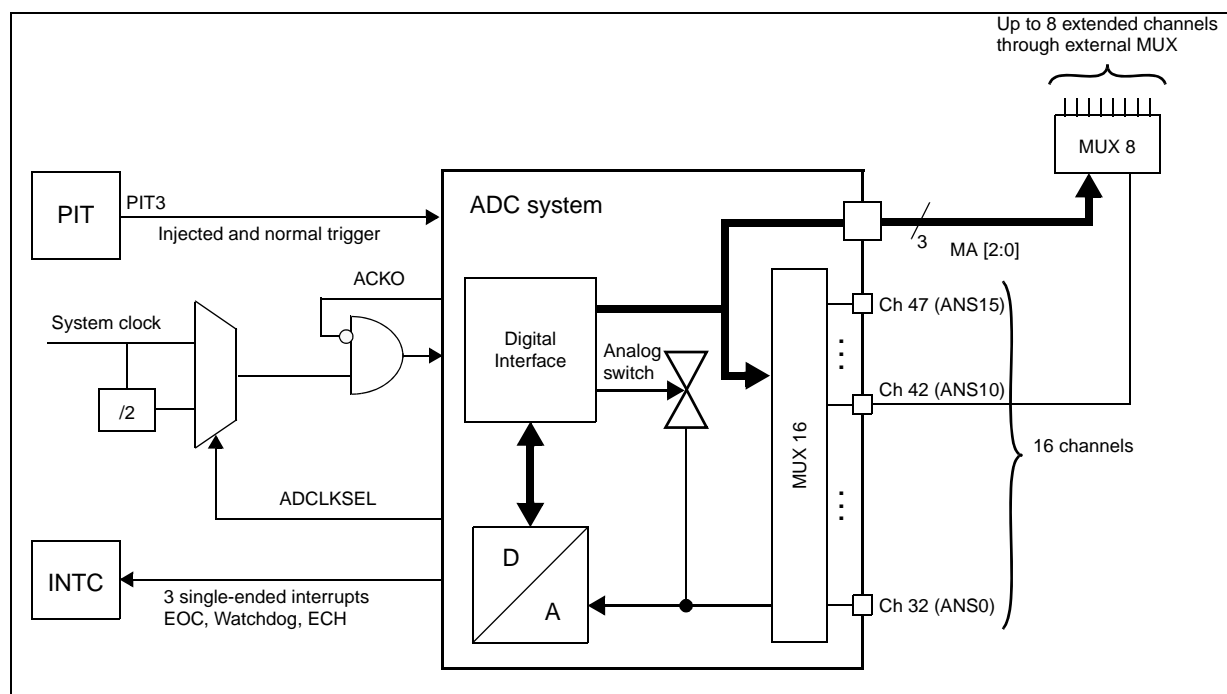 Up to 8 extended channels
through external MUX
MUX 8
PIT
PIT3
Injected and normal trigger
ADC system
3
MA [2:0]
ACKO
System clock
/2
Digital
Interface
Analog
switch
MUX 16
Ch 47 (ANS15)
Ch 42 (ANS10)
16 channels
ADCLKSEL
INTC
3 single-ended interrupts
EOC, Watchdog, ECH
D
A
Ch 32 (ANS0)